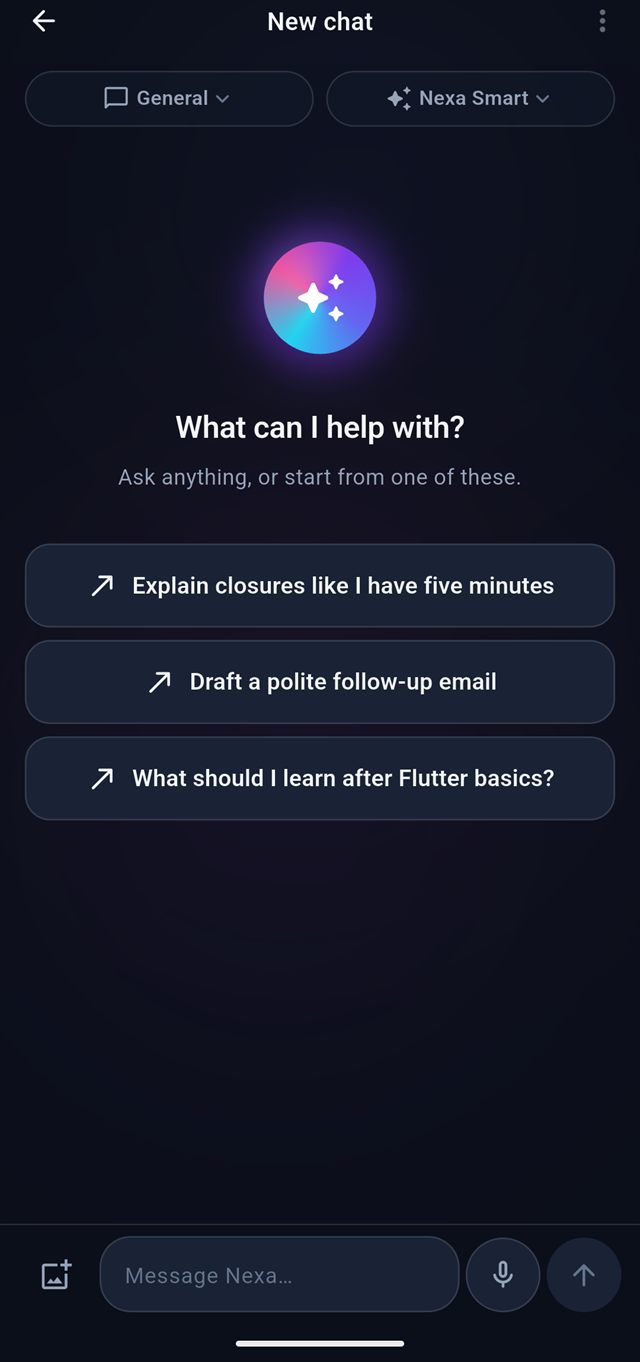 New chat
General
Nexa Smart
What can I help with?
Ask anything, or start from one of these.
Explain closures like I have five minutes
Draft a polite follow-up email
What should I learn after Flutter basics?
Message Nexa…